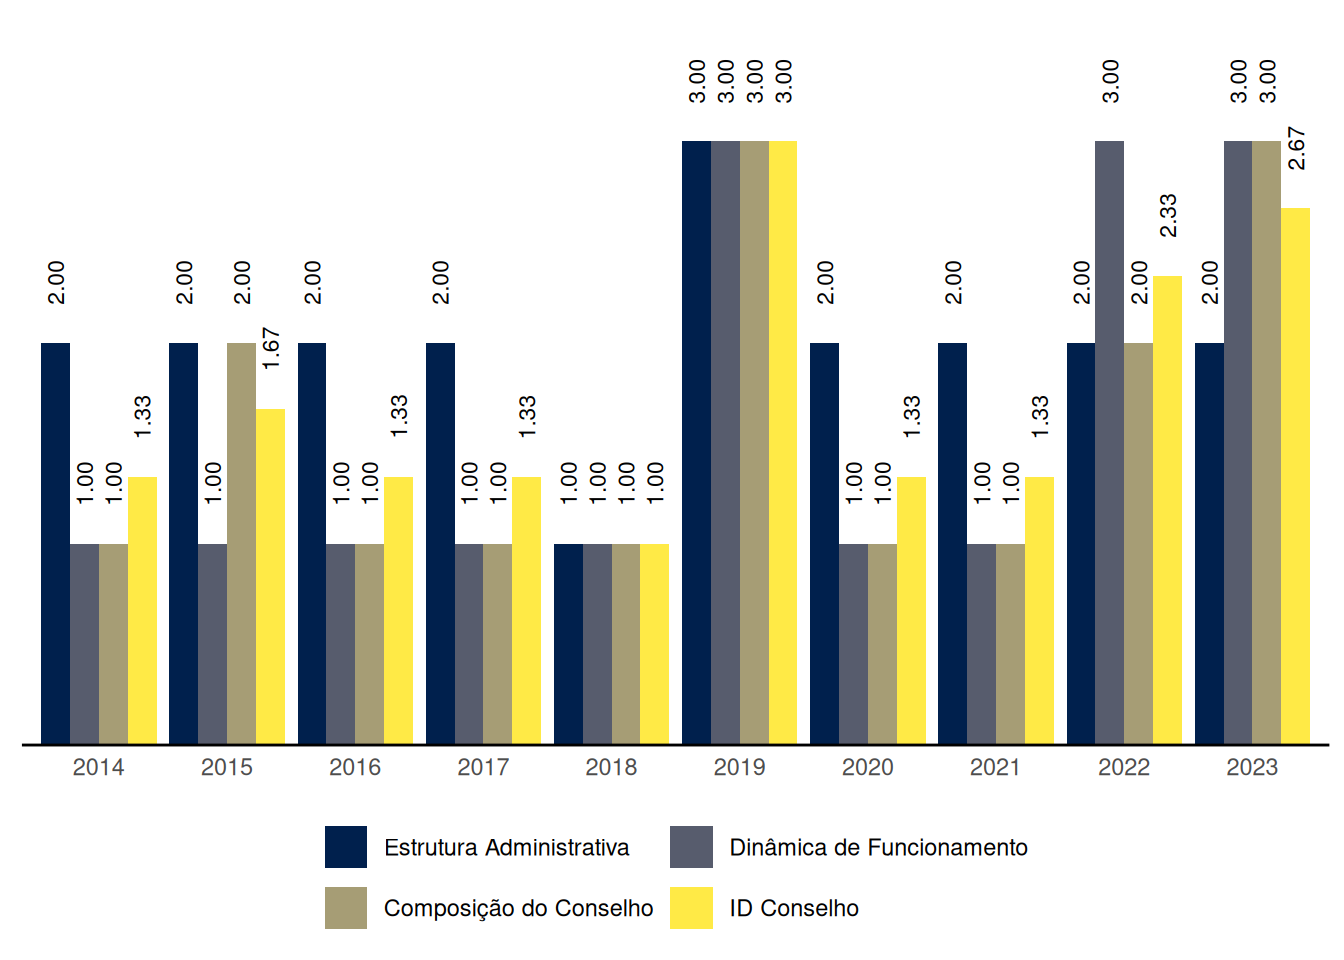 3.00 3.00 3.00 3.00 3.00 3.00 3.00
2.67
2.33
2.00 2.00 2.00 2.00 2.00 2.00 2.00 2.00 2.00 2.00
1.67
1.33 1.33 1.33 1.33 1.33
1.00 1.00 1.00 1.00 1.00 1.00 1.00 1.00 1.00 1.00 1.00 1.00 1.00 1.00 1.00
2014 2015 2016 2017 2018 2019 2020 2021 2022 2023
Estrutura Administrativa Dinâmica de Funcionamento
Composição do Conselho ID Conselho